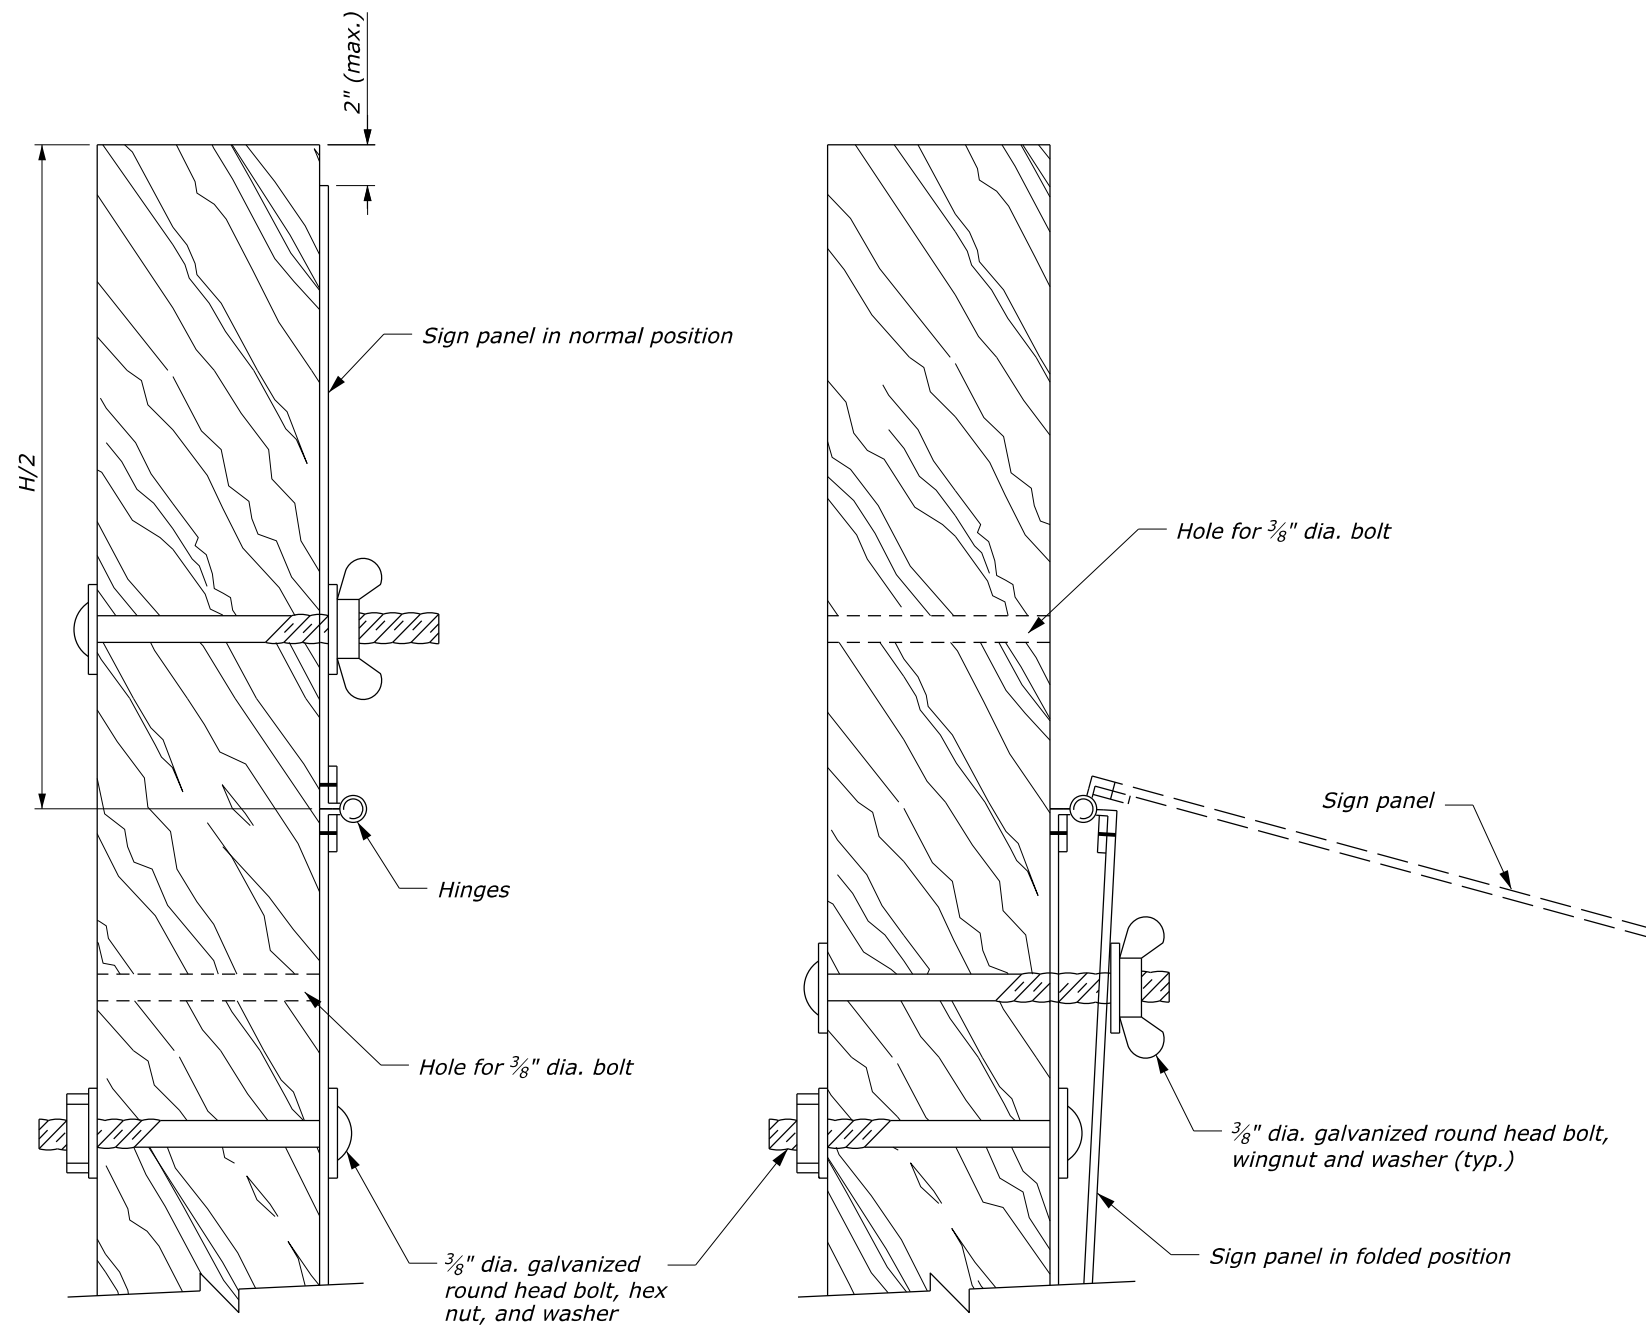 2" (max.)
H/2
Sign panel in normal position
Hinges
Hole for 3/8" dia. bolt
3/8" dia. galvanized
round head bolt, hex
nut, and washer
Hole for 3/8" dia. bolt
Sign panel
3/8" dia. galvanized round head bolt,
wingnut and washer (typ.)
Sign panel in folded position